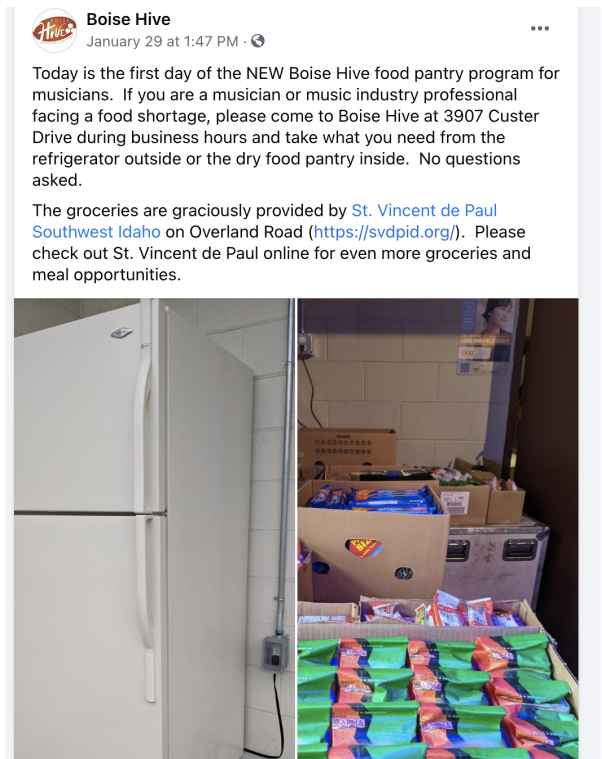 BOISE
HIVE
Boise Hive
January 29 at 1:47 PM ·
Today is the first day of the NEW Boise Hive food pantry program for
musicians.  If you are a musician or music industry professional
facing a food shortage, please come to Boise Hive at 3907 Custer
Drive during business hours and take what you need from the
refrigerator outside or the dry food pantry inside.  No questions
asked.
The groceries are graciously provided by St. Vincent de Paul
Southwest Idaho on Overland Road (https://svdpid.org/).  Please
check out St. Vincent de Paul online for even more groceries and
meal opportunities.